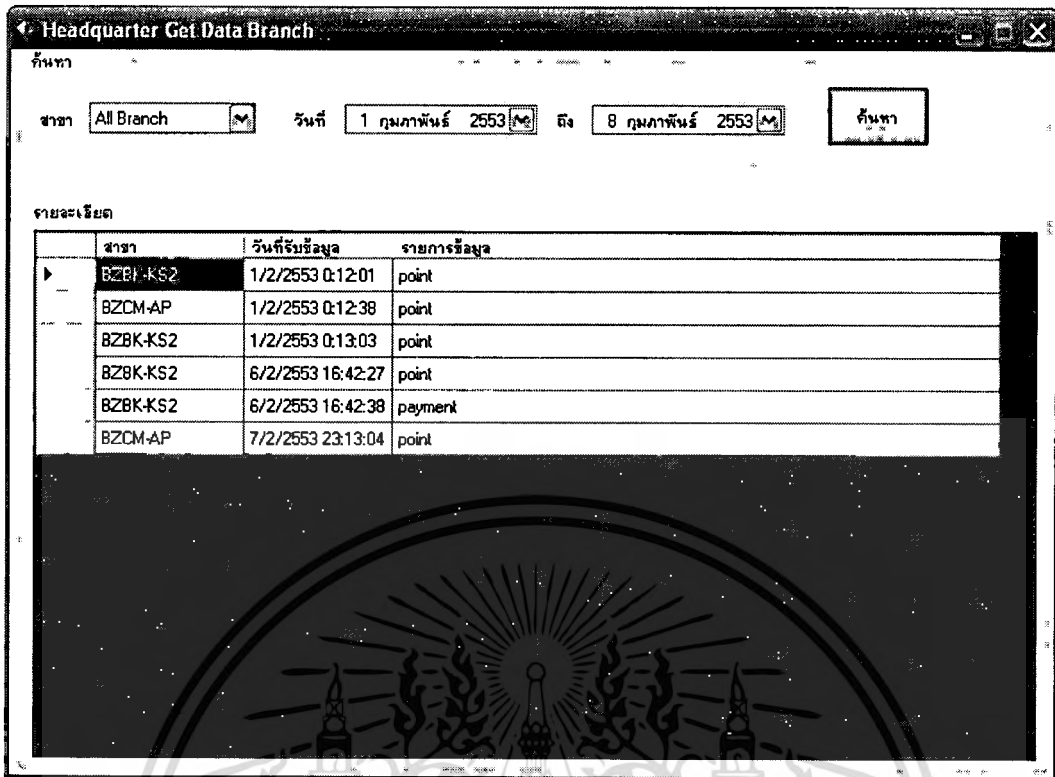 Headquarter Get Data Branch
ค้นหา
สาขา All Branch วันที่ 1 กุมภาพันธ์ 2553 ถึง 8 กุมภาพันธ์ 2553 ค้นหา
รายละเอียด
สาขา วันที่รับข้อมูล รายการข้อมูล
BZBK-KS2 1/2/2553 0:12:01 point
BZCM-AP 1/2/2553 0:12:38 point
BZBK-KS2 1/2/2553 0:13:03 point
BZBK-KS2 6/2/2553 16:42:27 point
BZBK-KS2 6/2/2553 16:42:38 payment
BZCM-AP 7/2/2553 23:13:04 point